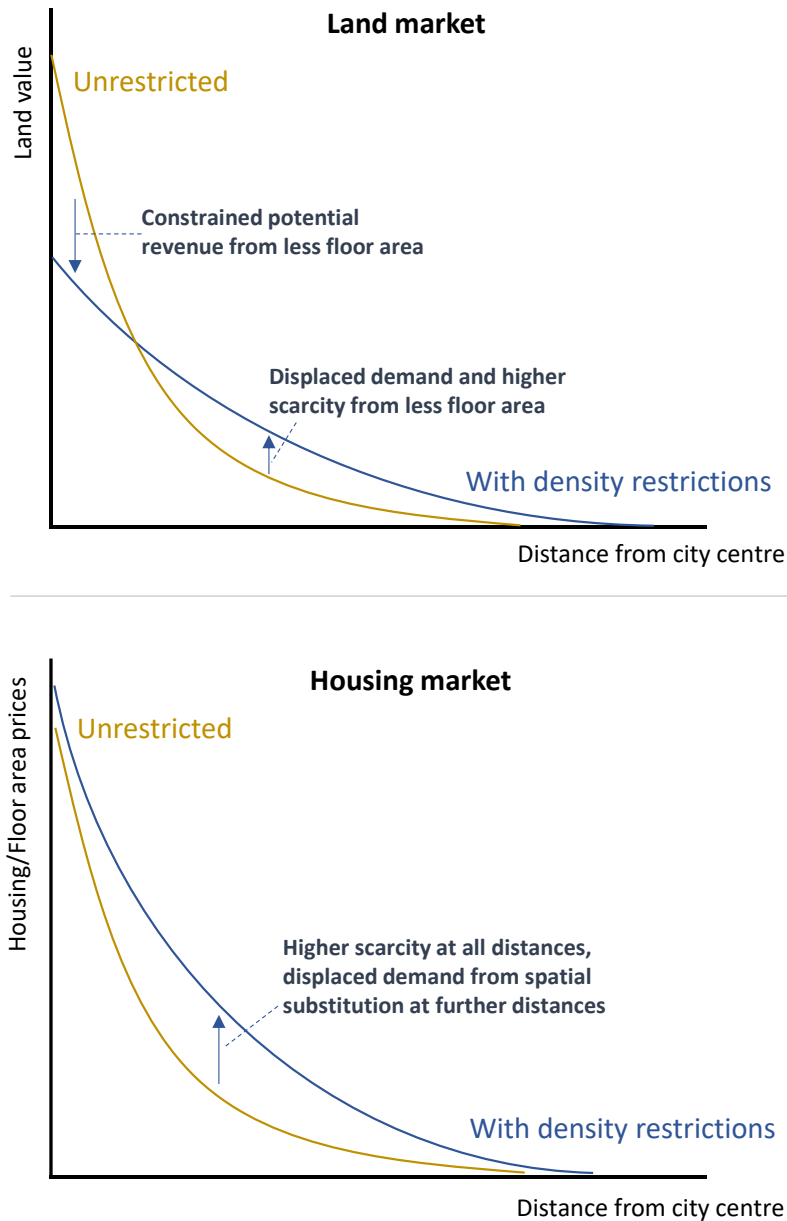 Land market
Land value
Unrestricted
Constrained potential
revenue from less floor area
Displaced demand and higher
scarcity from less floor area
With density restrictions
Distance from city centre
Housing market
Housing/Floor area prices
Unrestricted
Higher scarcity at all distances,
displaced demand from spatial
substitution at further distances
With density restrictions
Distance from city centre